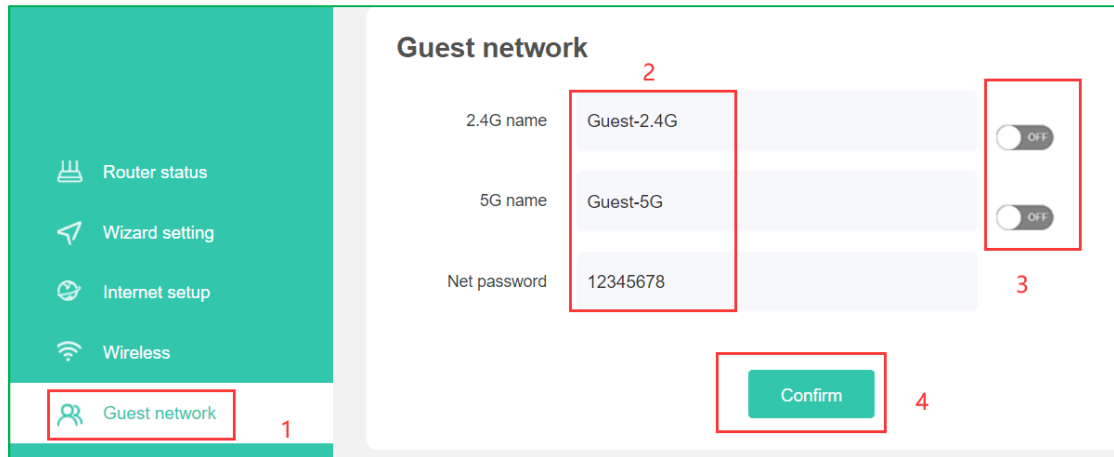 Guest network
2
2.4G name Guest-2.4G OFF
5G name Guest-5G OFF
Net password 12345678
3
Confirm
4
Router status
Wizard setting
Internet setup
Wireless
Guest network
1